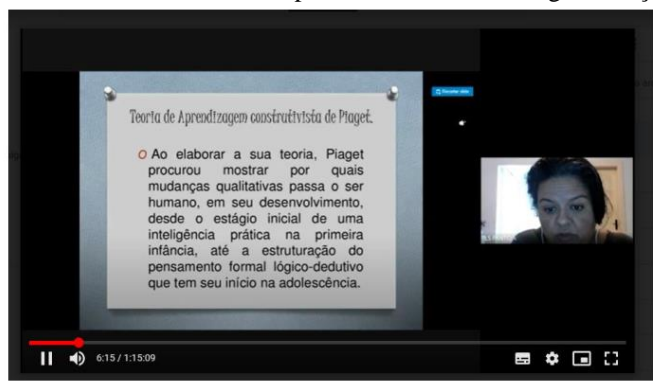 Teoria de Aprendizagem construtivista de Piaget.
Ao elaborar a sua teoria, Piaget
procurou mostrar por quais
mudanças qualitativas passa o ser
humano, em seu desenvolvimento,
desde o estágio inicial de uma
inteligência prática na primeira
infância, até a estruturação do
pensamento formal lógico-dedutivo
que tem seu início na adolescência.
6:15 / 1:15:09